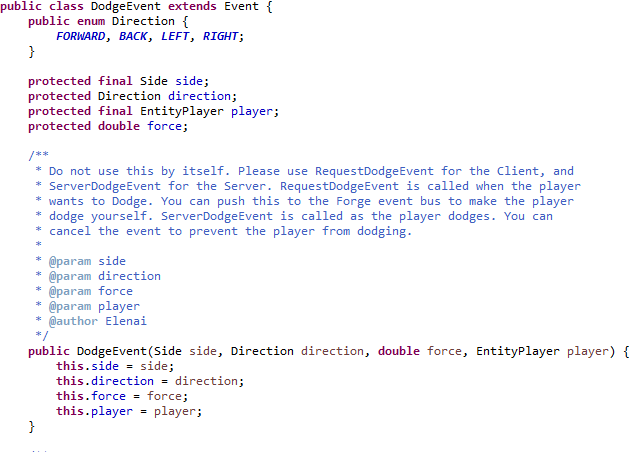 public class DodgeEvent extends Event {
    public enum Direction {
        FORWARD, BACK, LEFT, RIGHT;
    }

    protected final Side side;
    protected Direction direction;
    protected final EntityPlayer player;
    protected double force;

    /**
     * Do not use this by itself. Please use RequestDodgeEvent for the Client, and
     * ServerDodgeEvent for the Server. RequestDodgeEvent is called when the player
     * wants to Dodge. You can push this to the Forge event bus to make the player
     * dodge yourself. ServerDodgeEvent is called as the player dodges. You can
     * cancel the event to prevent the player from dodging.
     *
     * @param side
     * @param direction
     * @param force
     * @param player
     * @author Elenai
     */
    public DodgeEvent(Side side, Direction direction, double force, EntityPlayer player) {
        this.side = side;
        this.direction = direction;
        this.force = force;
        this.player = player;
    }